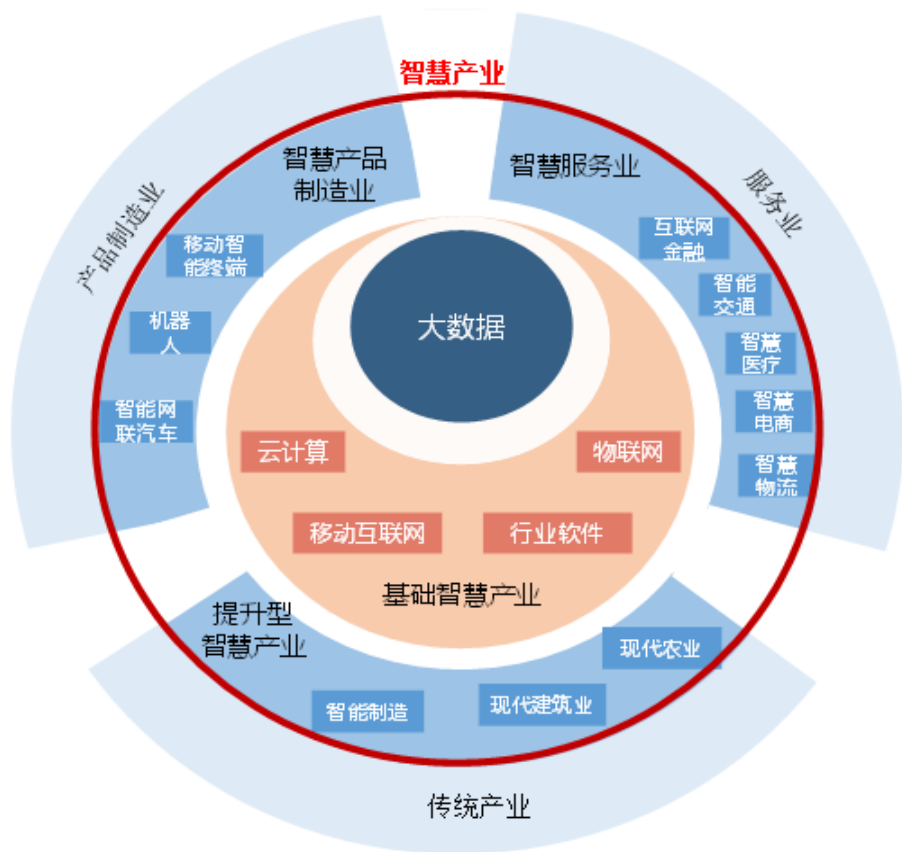 智慧产业
智慧产品
制造业
智慧服务业
产品制造业
服务业
移动智
能终端
机器
人
智能网
联汽车
互联网
金融
智能
交通
智慧
医疗
智慧
电商
智慧
物流
大数据
云计算
物联网
移动互联网
行业软件
基础智慧产业
提升型
智慧产业
现代农业
智能制造
现代建筑业
传统产业